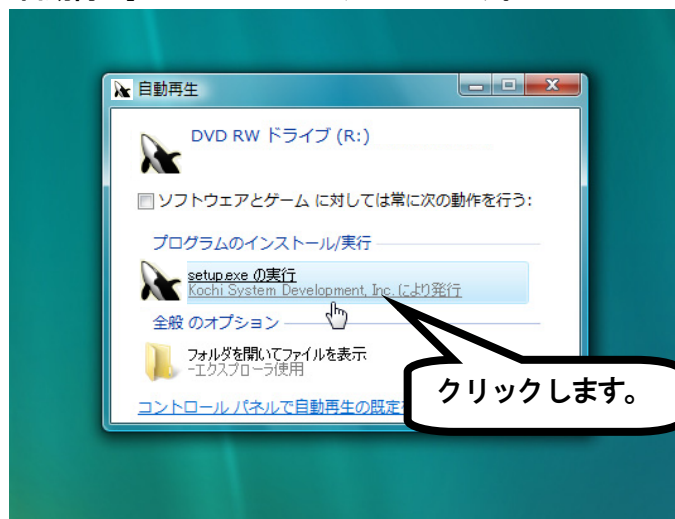 自動再生
DVD RW ドライブ (R:)
ソフトウェアとゲーム に対しては常に次の動作を行う:
プログラムのインストール/実行
setup.exe の実行
Kochi System Development, Inc. により発行
全般 のオプション
フォルダを開いてファイルを表示
-エクスプローラ使用
クリックします。
コントロール パネルで自動再生の既定